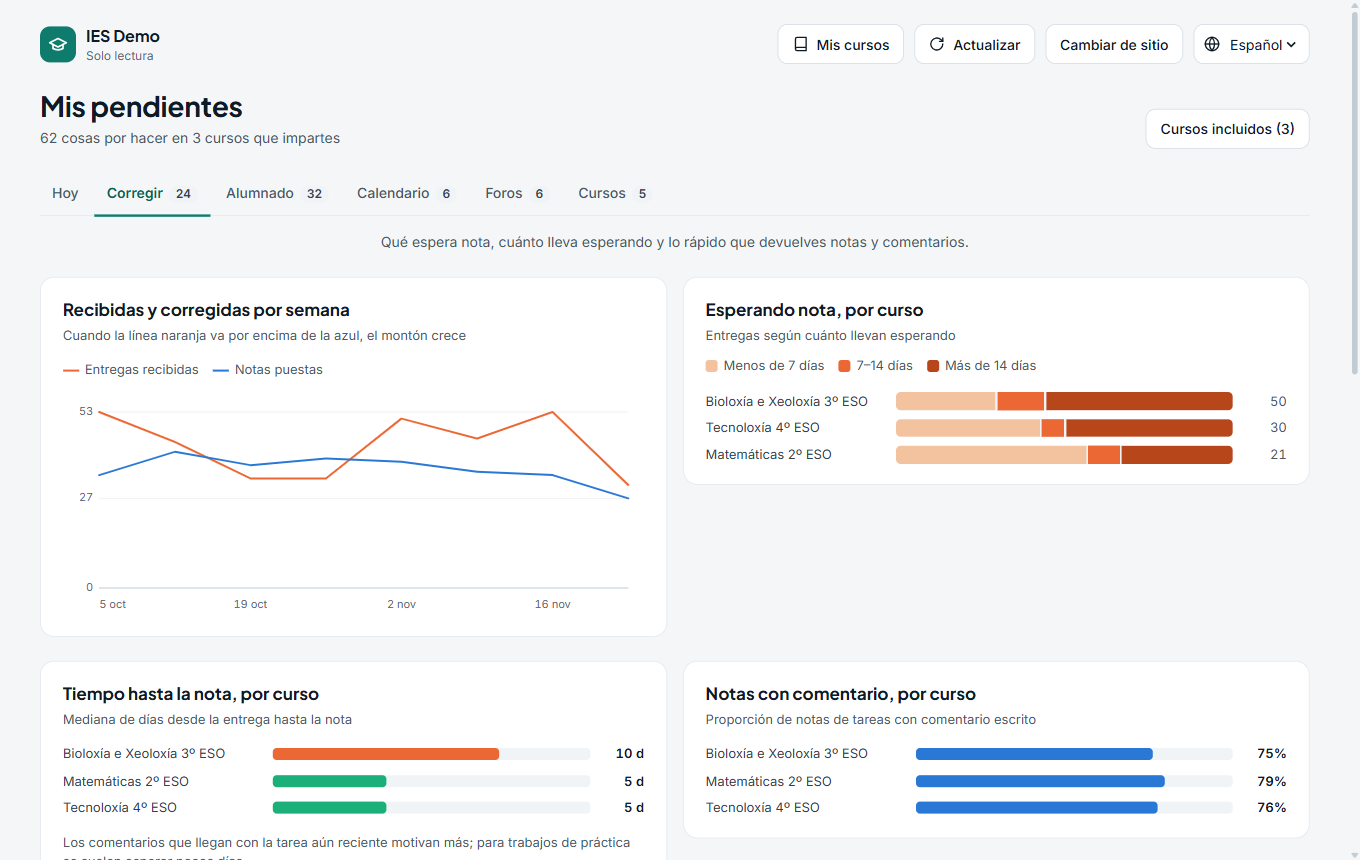 IES Demo
Solo lectura
Mis cursos
Actualizar
Cambiar de sitio
Español
Mis pendientes
62 cosas por hacer en 3 cursos que impartes
Cursos incluidos (3)
Hoy
Corregir 24
Alumnado 32
Calendario 6
Foros 6
Cursos 5
Qué espera nota, cuánto lleva esperando y lo rápido que devuelves notas y comentarios.
Recibidas y corregidas por semana
Cuando la línea naranja va por encima de la azul, el montón crece
Entregas recibidas
Notas puestas
53
27
0
5 oct
19 oct
2 nov
16 nov
Esperando nota, por curso
Entregas según cuánto llevan esperando
Menos de 7 días
7–14 días
Más de 14 días
Bioloxía e Xeoloxía 3º ESO 50
Tecnoloxía 4º ESO 30
Matemáticas 2º ESO 21
Tiempo hasta la nota, por curso
Mediana de días desde la entrega hasta la nota
Bioloxía e Xeoloxía 3º ESO 10 d
Matemáticas 2º ESO 5 d
Tecnoloxía 4º ESO 5 d
Los comentarios que llegan con la tarea aún reciente motivan más; para trabajos de práctica
Notas con comentario, por curso
Proporción de notas de tareas con comentario escrito
Bioloxía e Xeoloxía 3º ESO 75%
Matemáticas 2º ESO 79%
Tecnoloxía 4º ESO 76%